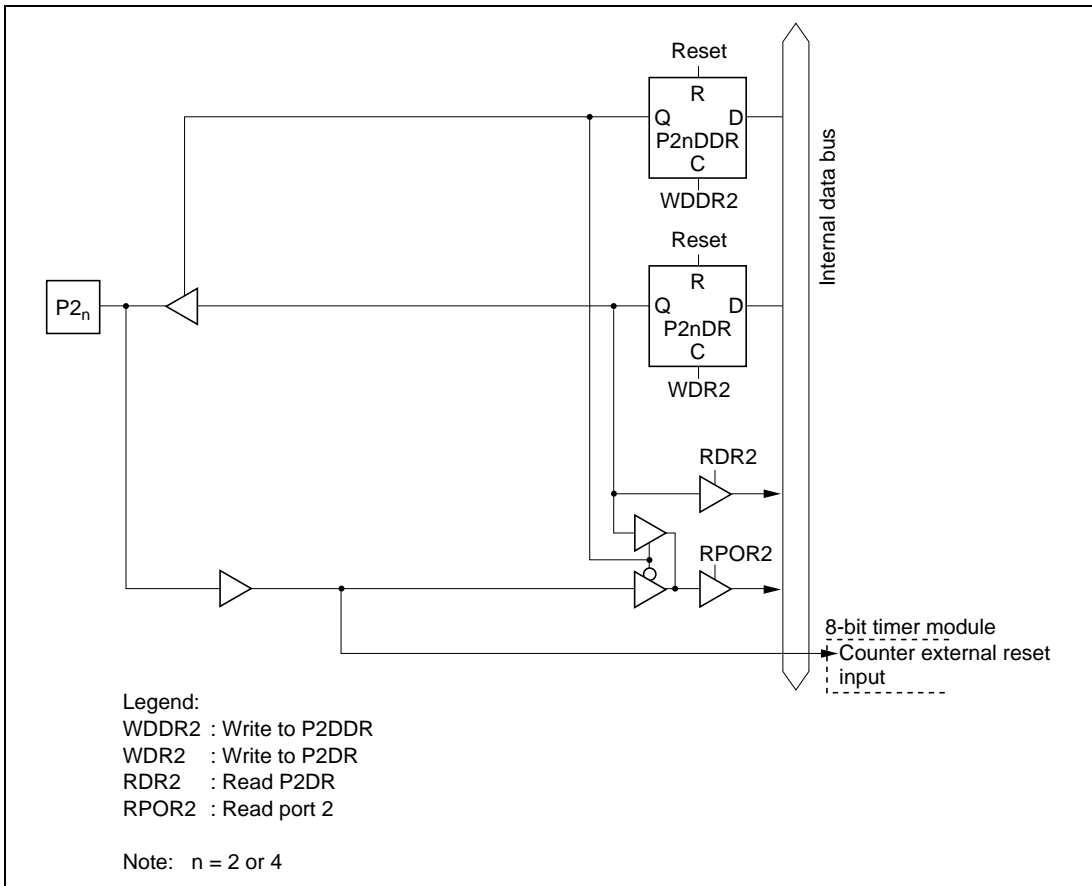 Reset
R
Q D
P2nDDR
C
WDDR2
Internal data bus
Reset
R
P2n
Q D
P2nDR
C
WDR2
RDR2
RPOR2
8-bit timer module
Counter external reset
input
Legend:
WDDR2 : Write to P2DDR
WDR2 : Write to P2DR
RDR2 : Read P2DR
RPOR2 : Read port 2
Note: n = 2 or 4